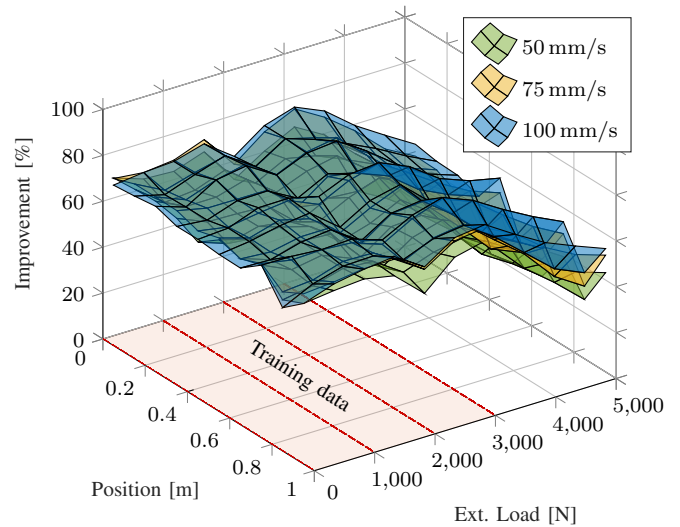 50 mm/s
75 mm/s
100 mm/s
Improvement [%]
100
80
60
40
20
0
0
0.2
0.4
0.6
0.8
1
Position [m]
0
1,000
2,000
3,000
4,000
5,000
Ext. Load [N]
Training data